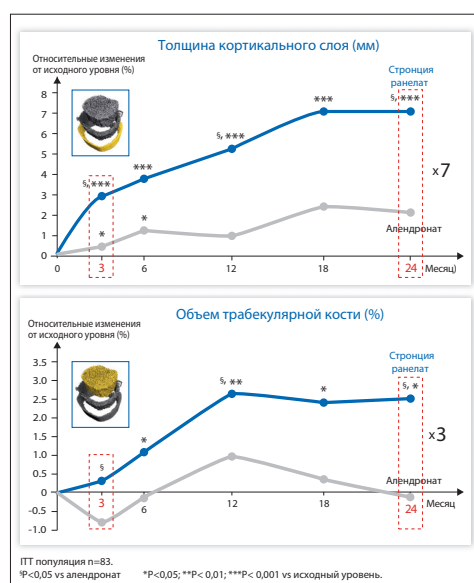 Толщина кортикального слоя (мм)
Относительные изменения
от исходного уровня (%)
Стронция
ранелат
8
7
6
5
4
3
2
1
0
§,***
***
§,***
***
§,***
x7
*
*
Алендронат
0
3
6
12
18
24
Месяц)
Объем трабекулярной кости (%)
Относительные изменения
от исходного уровня (%)
Стронция
ранелат
3.5
3.0
2.5
2.0
1.5
1.0
0.5
0
-0.5
-1.0
§
*
§, **
*
§, *
x3
Алендронат
3
6
12
18
24
Месяц
ITT популяция n=83.
§P<0,05 vs алендронат *P<0,05; **P< 0,01; ***P< 0,001 vs исходный уровень.